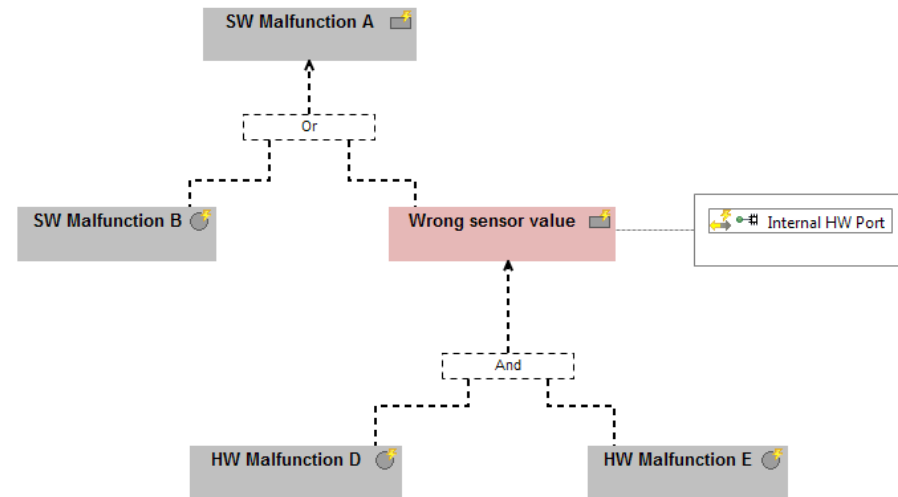 SW Malfunction A
Or
SW Malfunction B
Wrong sensor value
Internal HW Port
And
HW Malfunction D
HW Malfunction E